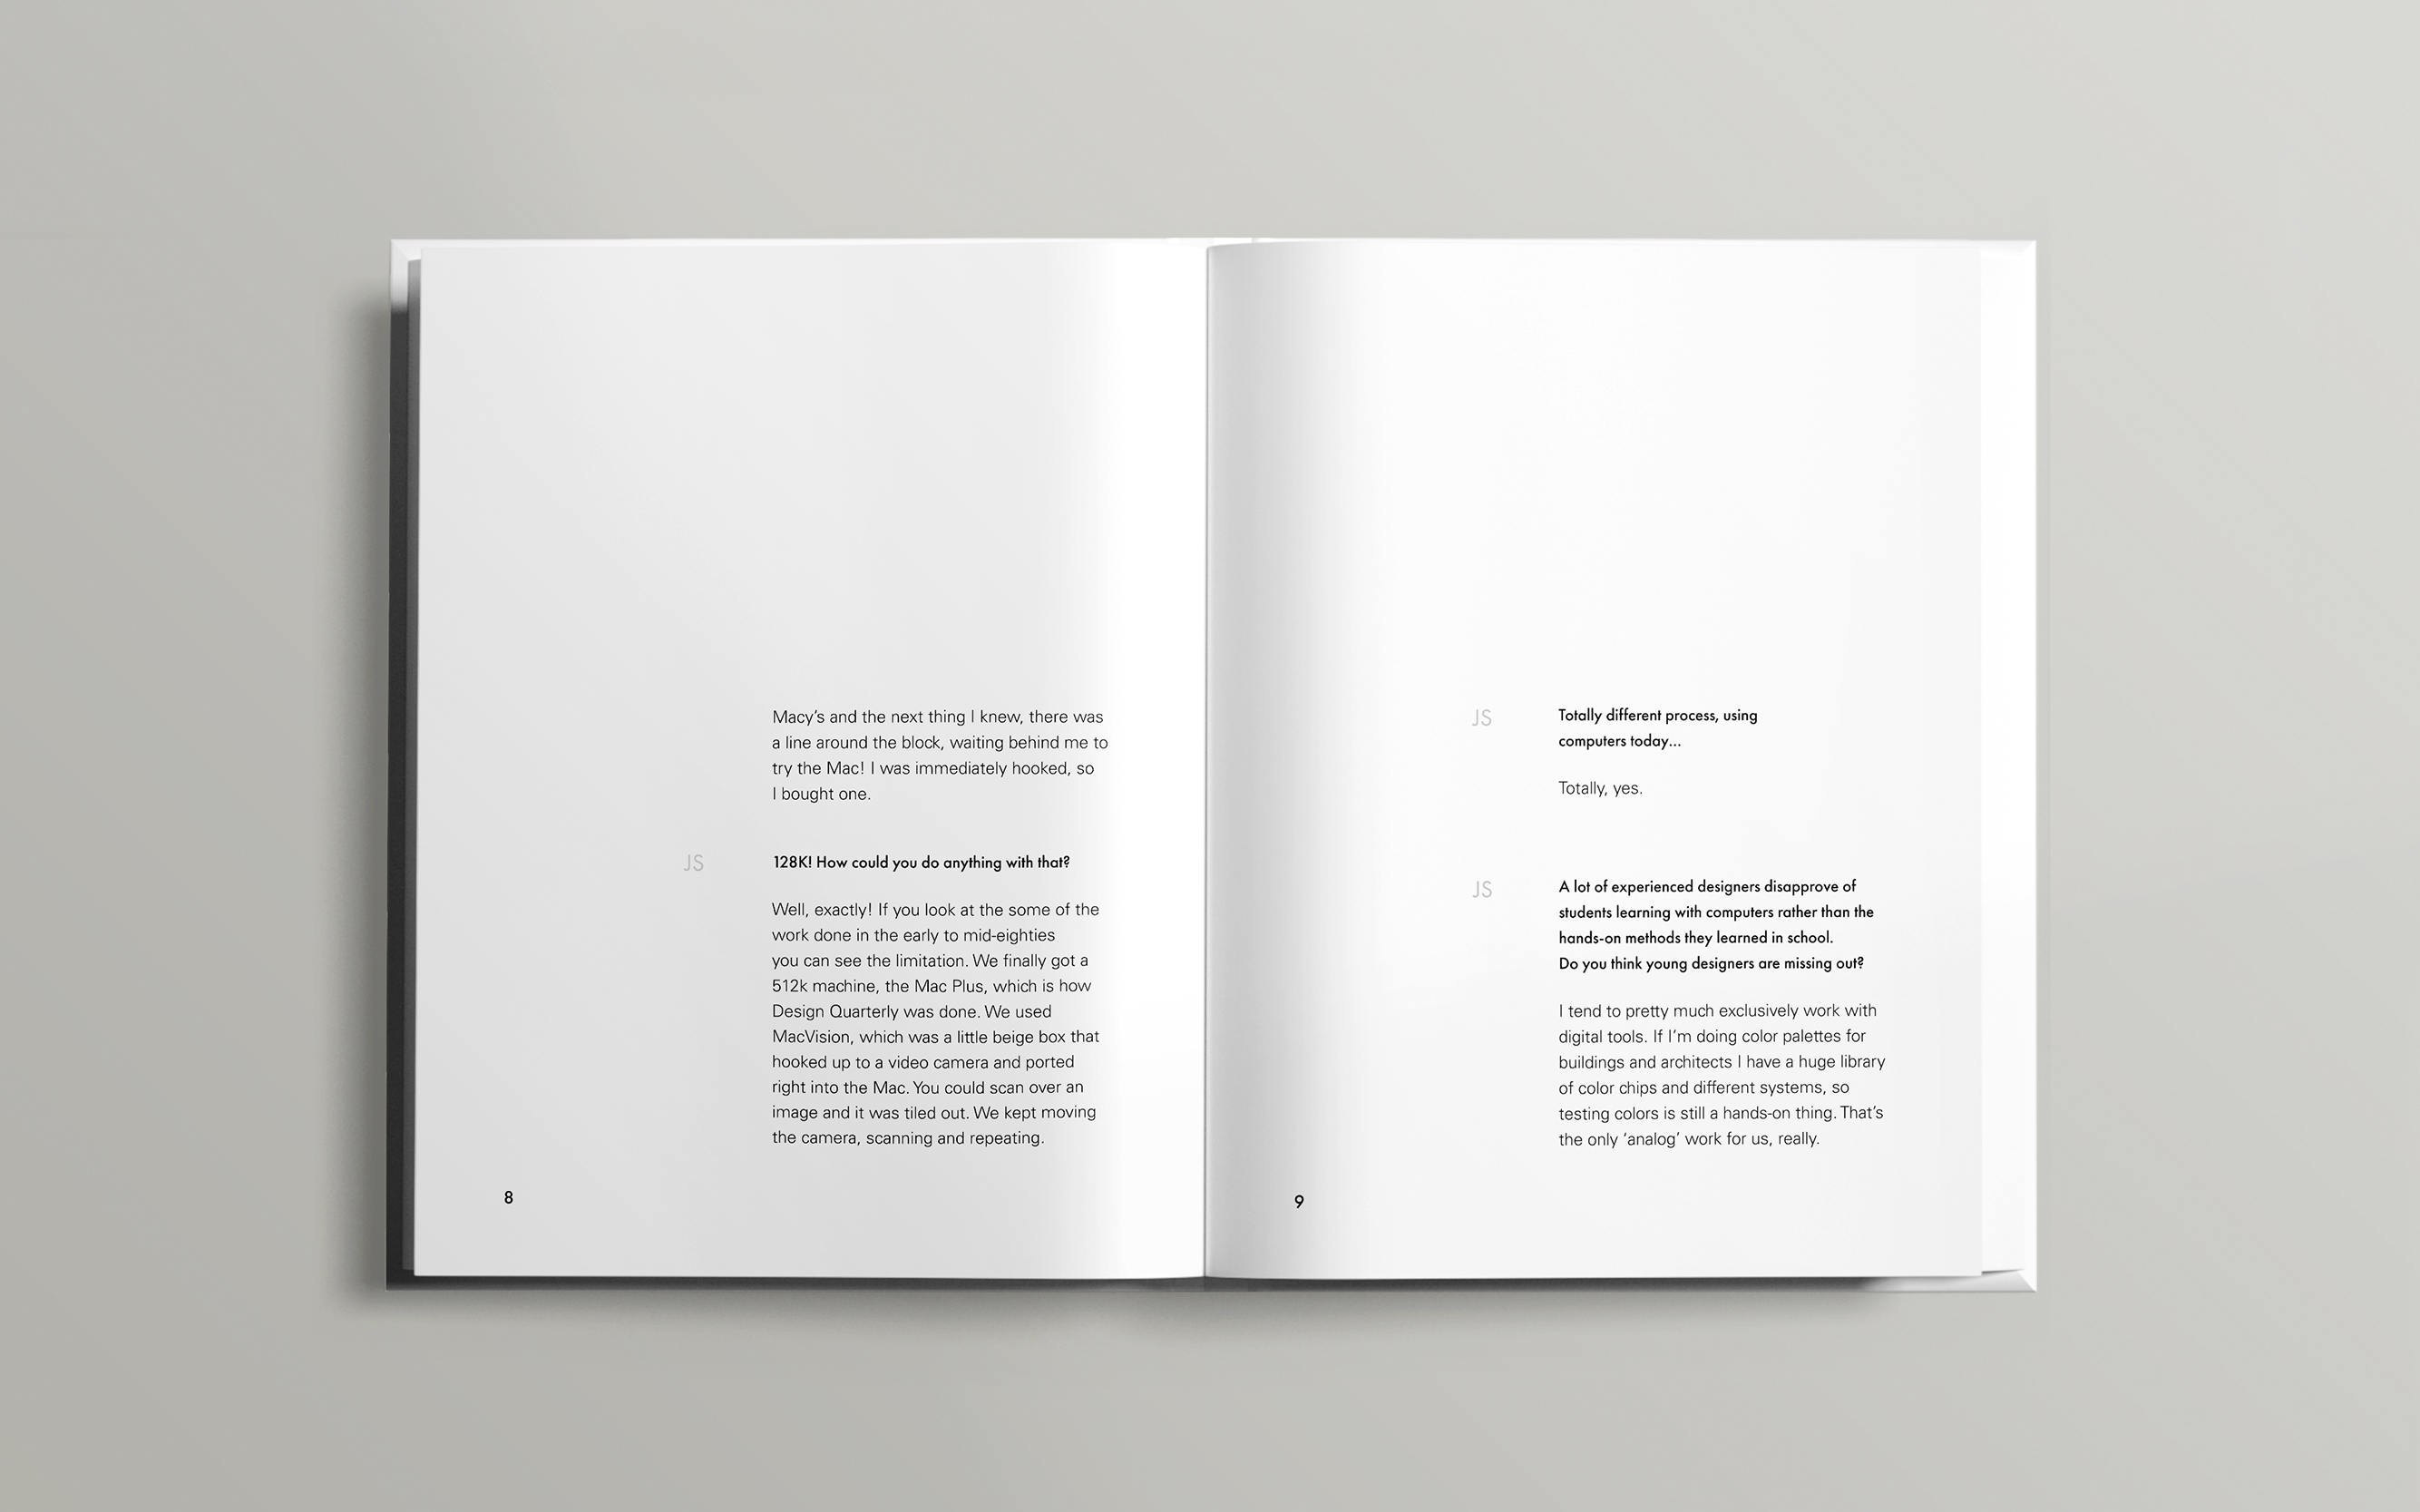 Macy's and the next thing I knew, there was
a line around the block, waiting behind me to
try the Mac! I was immediately hooked, so
I bought one.
JS
128K! How could you do anything with that?
Well, exactly! If you look at the some of the
work done in the early to mid-eighties
you can see the limitation. We finally got a
512k machine, the Mac Plus, which is how
Design Quarterly was done. We used
MacVision, which was a little beige box that
hooked up to a video camera and ported
right into the Mac. You could scan over an
image and it was tiled out. We kept moving
the camera, scanning and repeating.
8
JS
Totally different process, using
computers today...
Totally, yes.
JS
A lot of experienced designers disapprove of
students learning with computers rather than the
hands-on methods they learned in school.
Do you think young designers are missing out?
I tend to pretty much exclusively work with
digital tools. If I'm doing color palettes for
buildings and architects I have a huge library
of color chips and different systems, so
testing colors is still a hands-on thing. That's
the only 'analog' work for us, really.
9